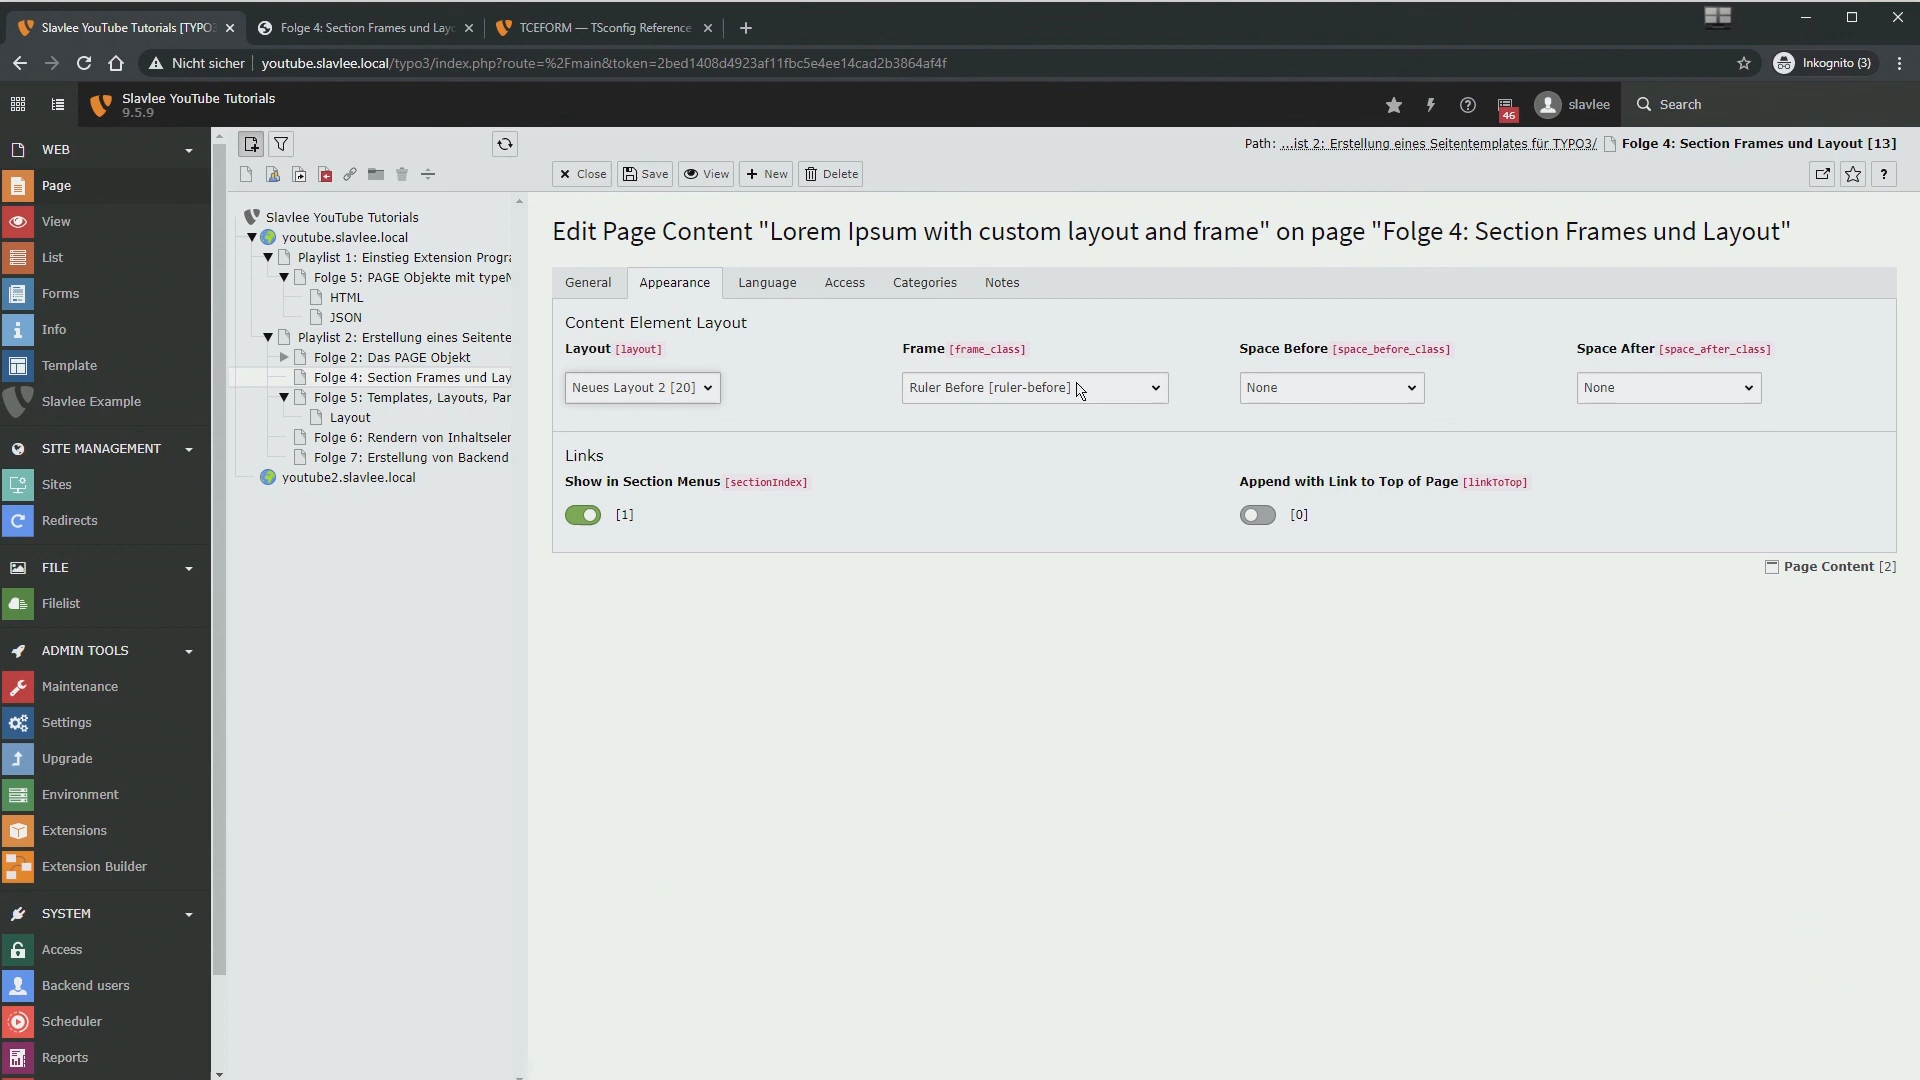 Slavlee YouTube Tutorials [TYPO3
Folge 4: Section Frames und Layo
TCEFORM — TSconfig Reference
Nicht sicher
youtube.slavlee.local/typo3/index.php?route=%2Fmain&token=2bed1408d4923af11fbc5e4ee14cad2b3864af4f
Inkognito (3)
Slavlee YouTube Tutorials
9.5.9
46
slavlee
Search
WEB
Page
View
List
Forms
Info
Template
Slavlee Example
SITE MANAGEMENT
Sites
Redirects
FILE
Filelist
ADMIN TOOLS
Maintenance
Settings
Upgrade
Environment
Extensions
Extension Builder
SYSTEM
Access
Backend users
Scheduler
Reports
Slavlee YouTube Tutorials
youtube.slavlee.local
Playlist 1: Einstieg Extension Progra
Folge 5: PAGE Objekte mit typeN
HTML
JSON
Playlist 2: Erstellung eines Seitente
Folge 2: Das PAGE Objekt
Folge 4: Section Frames und Lay
Folge 5: Templates, Layouts, Par
Layout
Folge 6: Rendern von Inhaltseler
Folge 7: Erstellung von Backend
youtube2.slavlee.local
Path: ...ist 2: Erstellung eines Seitentemplates für TYPO3/ Folge 4: Section Frames und Layout [13]
Close
Save
View
New
Delete
?
Edit Page Content "Lorem Ipsum with custom layout and frame" on page "Folge 4: Section Frames und Layout"
General
Appearance
Language
Access
Categories
Notes
Content Element Layout
Layout [layout]
Frame [frame_class]
Space Before [space_before_class]
Space After [space_after_class]
Neues Layout 2 [20]
Ruler Before [ruler-before]
None
None
Links
Show in Section Menus [sectionIndex]
Append with Link to Top of Page [linkToTop]
[1]
[0]
Page Content [2]